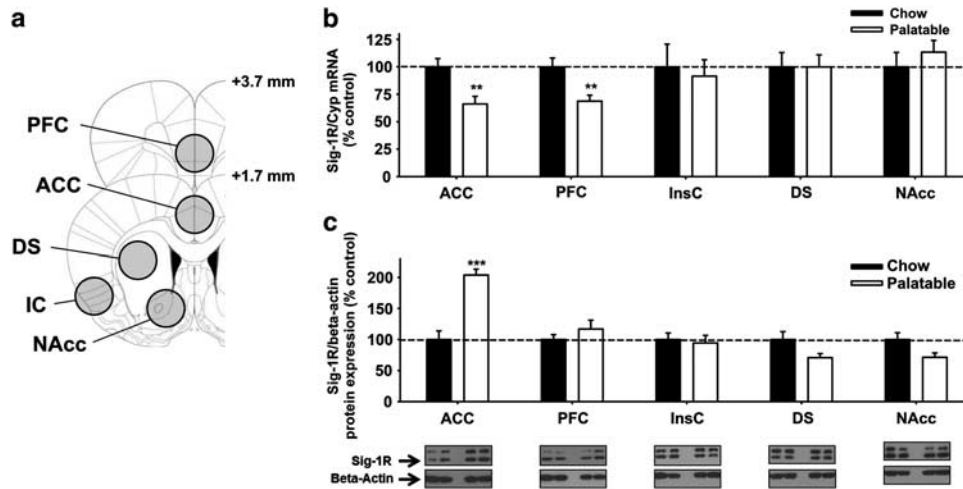 a
+3.7 mm
PFC
ACC
+1.7 mm
DS
IC
NAcc
b
Chow
Palatable
Sig-1R/Cyp mRNA
(% control)
125
100
75
50
25
0
**
**
ACC
PFC
InsC
DS
NAcc
c
Chow
Palatable
Sig-1R/beta-actin
protein expression (% control)
200
150
100
50
0
***
ACC
PFC
InsC
DS
NAcc
Sig-1R
Beta-Actin